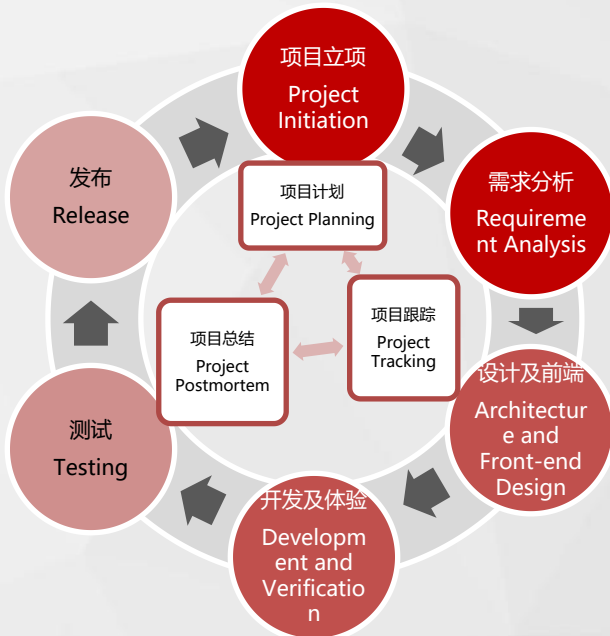 项目立项
Project
Initiation
需求分析
Requireme
nt Analysis
设计及前端
Architectur
e and
Front-end
Design
开发及体验
Developm
ent and
Verificatio
n
测试
Testing
发布
Release
项目计划
Project Planning
项目跟踪
Project
Tracking
项目总结
Project
Postmortem